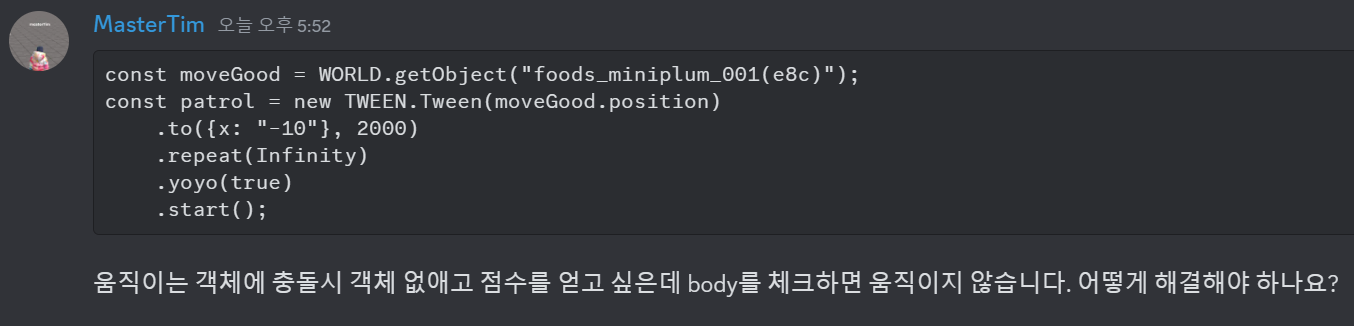 MasterTim 오늘 오후 5:52
const moveGood = WORLD.getObject("foods_miniplum_001(e8c)");
const patrol = new TWEEN.Tween(moveGood.position)
    .to({x: "-10"}, 2000)
    .repeat(Infinity)
    .yoyo(true)
    .start();
움직이는 객체에 충돌시 객체 없애고 점수를 얻고 싶은데 body를 체크하면 움직이지 않습니다. 어떻게 해결해야 하나요?